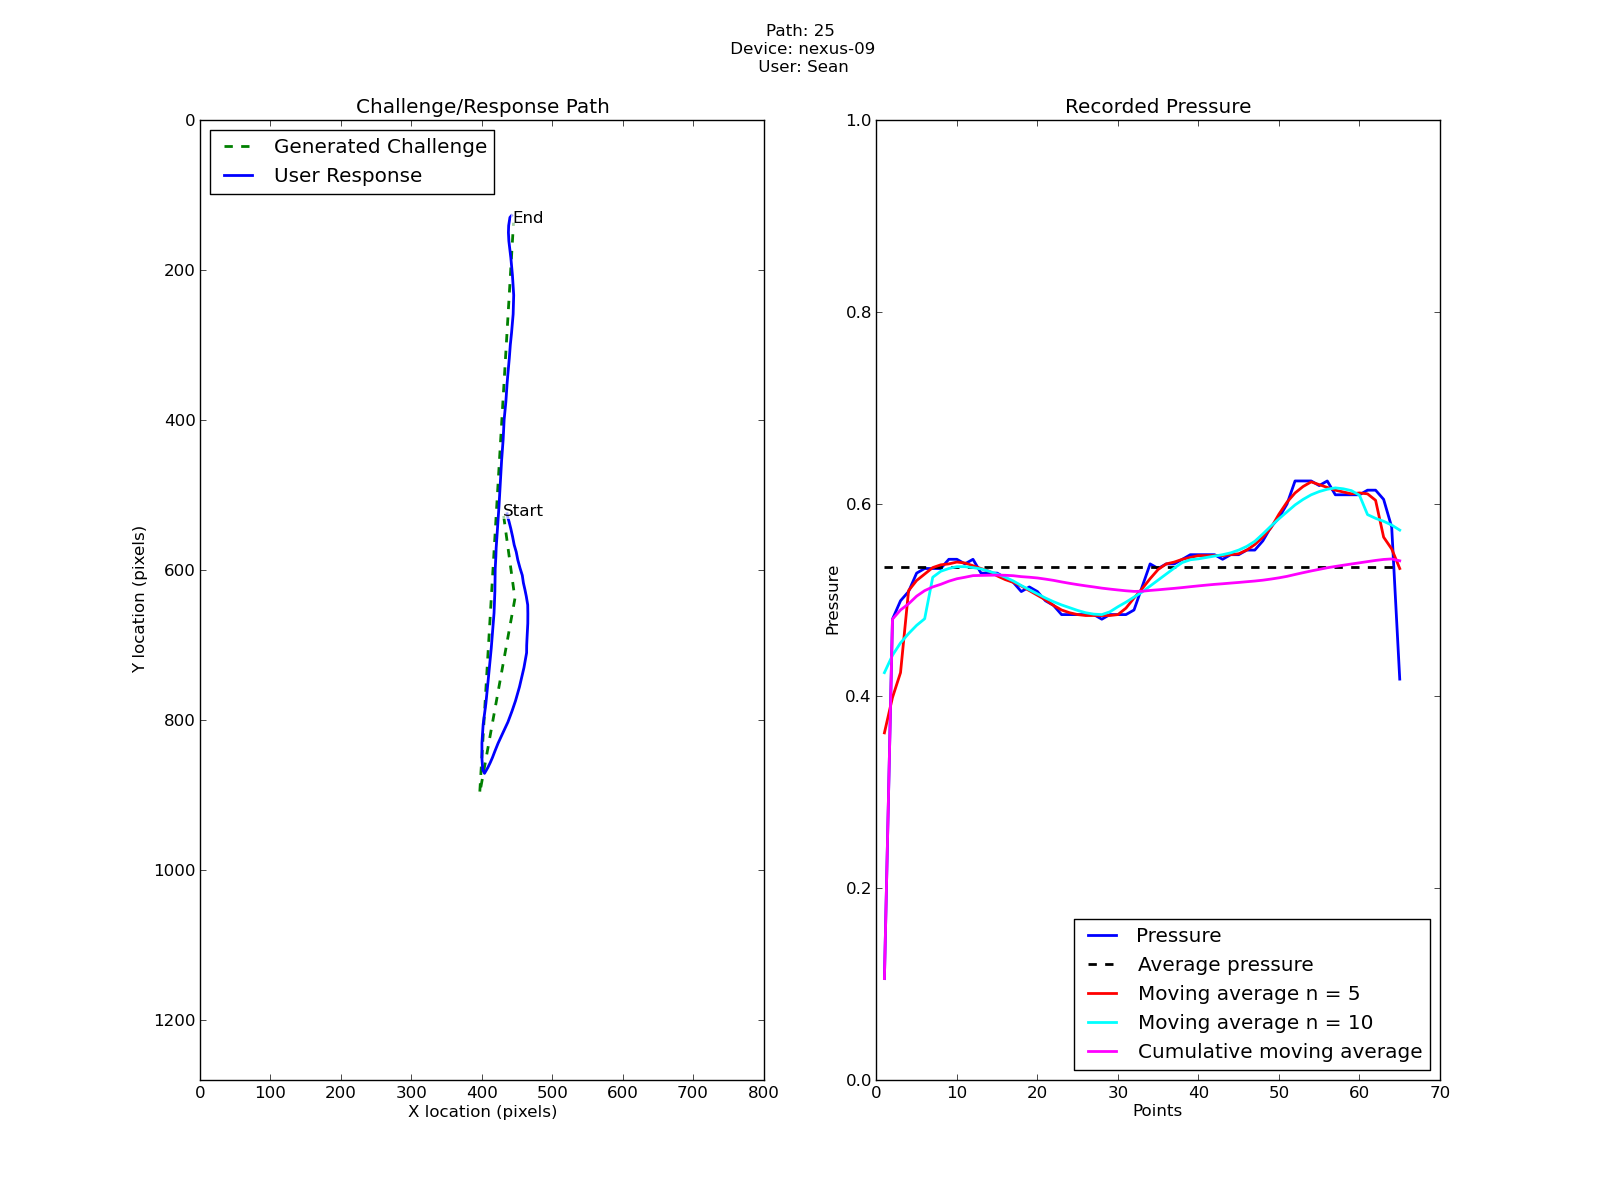 Path: 25
Device: nexus-09
User: Sean
Challenge/Response Path
Generated Challenge
User Response
End
Start
0
200
400
600
800
1000
1200
Y location (pixels)
0 100 200 300 400 500 600 700 800
X location (pixels)
Recorded Pressure
1.0
0.8
0.6
0.4
0.2
0.0
Pressure
Pressure
Average pressure
Moving average n = 5
Moving average n = 10
Cumulative moving average
0 10 20 30 40 50 60 70
Points